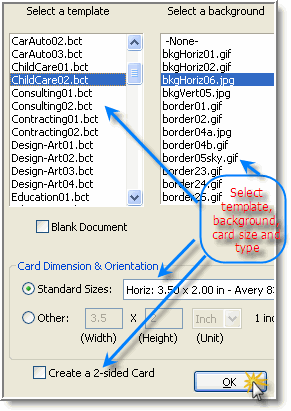 Select a template
Select a background
CarAuto02.bct
CarAuto03.bct
ChildCare01.bct
ChildCare02.bct
Consulting01.bct
Consulting02.bct
Contracting01.bct
Contracting02.bct
Design-Art01.bct
Design-Art02.bct
Design-Art03.bct
Design-Art04.bct
Education01.bct
-None-
bkgHoriz01.gif
bkgHoriz02.gif
bkgHoriz06.jpg
bkgVert05.jpg
border01.gif
border02.gif
border04a.jpg
border04b.gif
border05sky.gif
border23.gif
border24.gif
border25.gif
Select
template,
background,
card size and
type
Blank Document
Card Dimension & Orientation
Standard Sizes:
Horiz: 3.50 x 2.00 in - Avery 83
Other:
3.5
X
2
Inch
1 inc
(Width)
(Height)
(Unit)
Create a 2-sided Card
OK